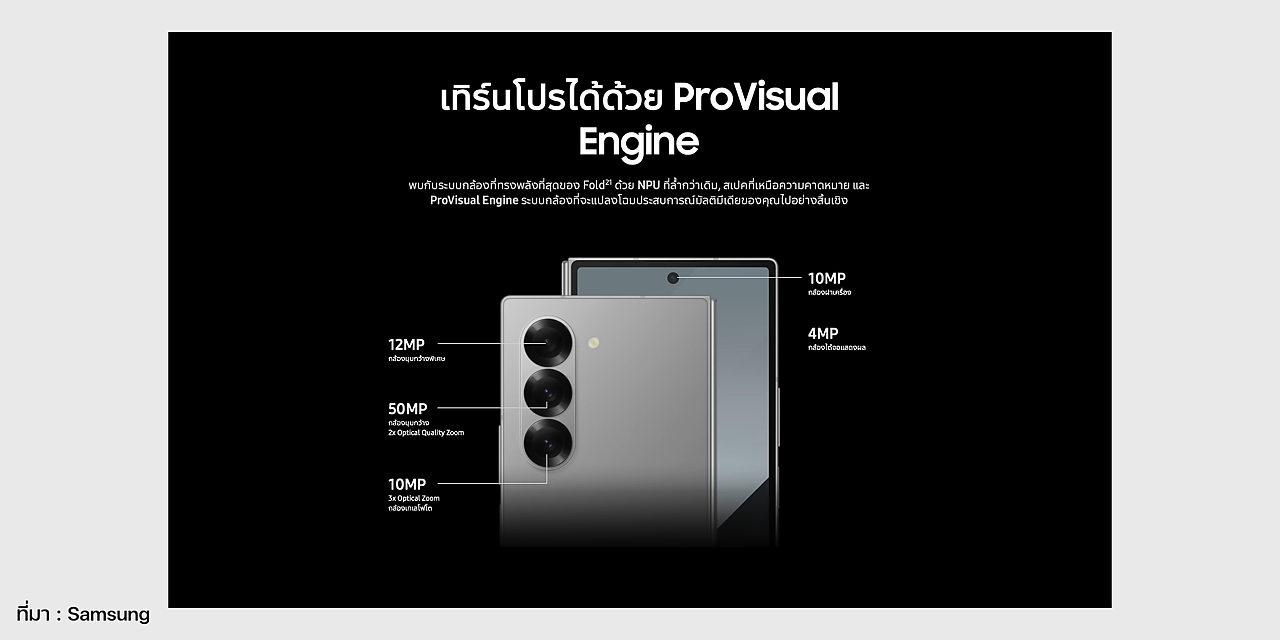 เทิร์นโปรได้ด้วย ProVisual
Engine
พบกับระบบกล้องที่ทรงพลังที่สุดของ Fold²¹ ด้วย NPU ที่ล้ำกว่าเดิม, สเปคที่เหนือความคาดหมาย และ
ProVisual Engine ระบบกล้องที่จะแปลงโฉมประสบการณ์มัลติมีเดียของคุณไปอย่างสิ้นเชิง
12MP
กล้องมุมกว้างพิเศษ
50MP
กล้องมุมกว้าง
2x Optical Quality Zoom
10MP
3x Optical Zoom
กล้องเทเลโฟโต
10MP
กล้องฝาเครื่อง
4MP
กล้องใต้จอแสดงผล
ที่มา : Samsung